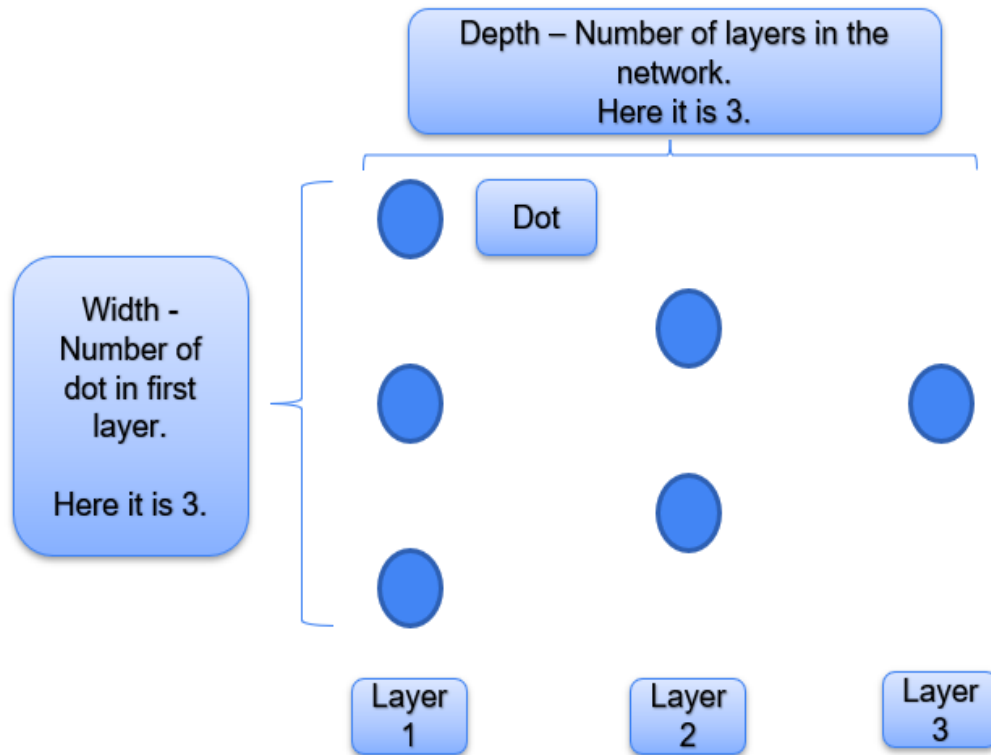 Depth – Number of layers in the
network.
Here it is 3.
Dot
Width -
Number of
dot in first
layer.
Here it is 3.
Layer
1
Layer
2
Layer
3